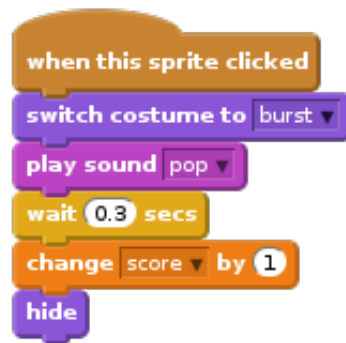 when this sprite clicked
switch costume to burst
play sound pop
wait 0.3 secs
change score by 1
hide